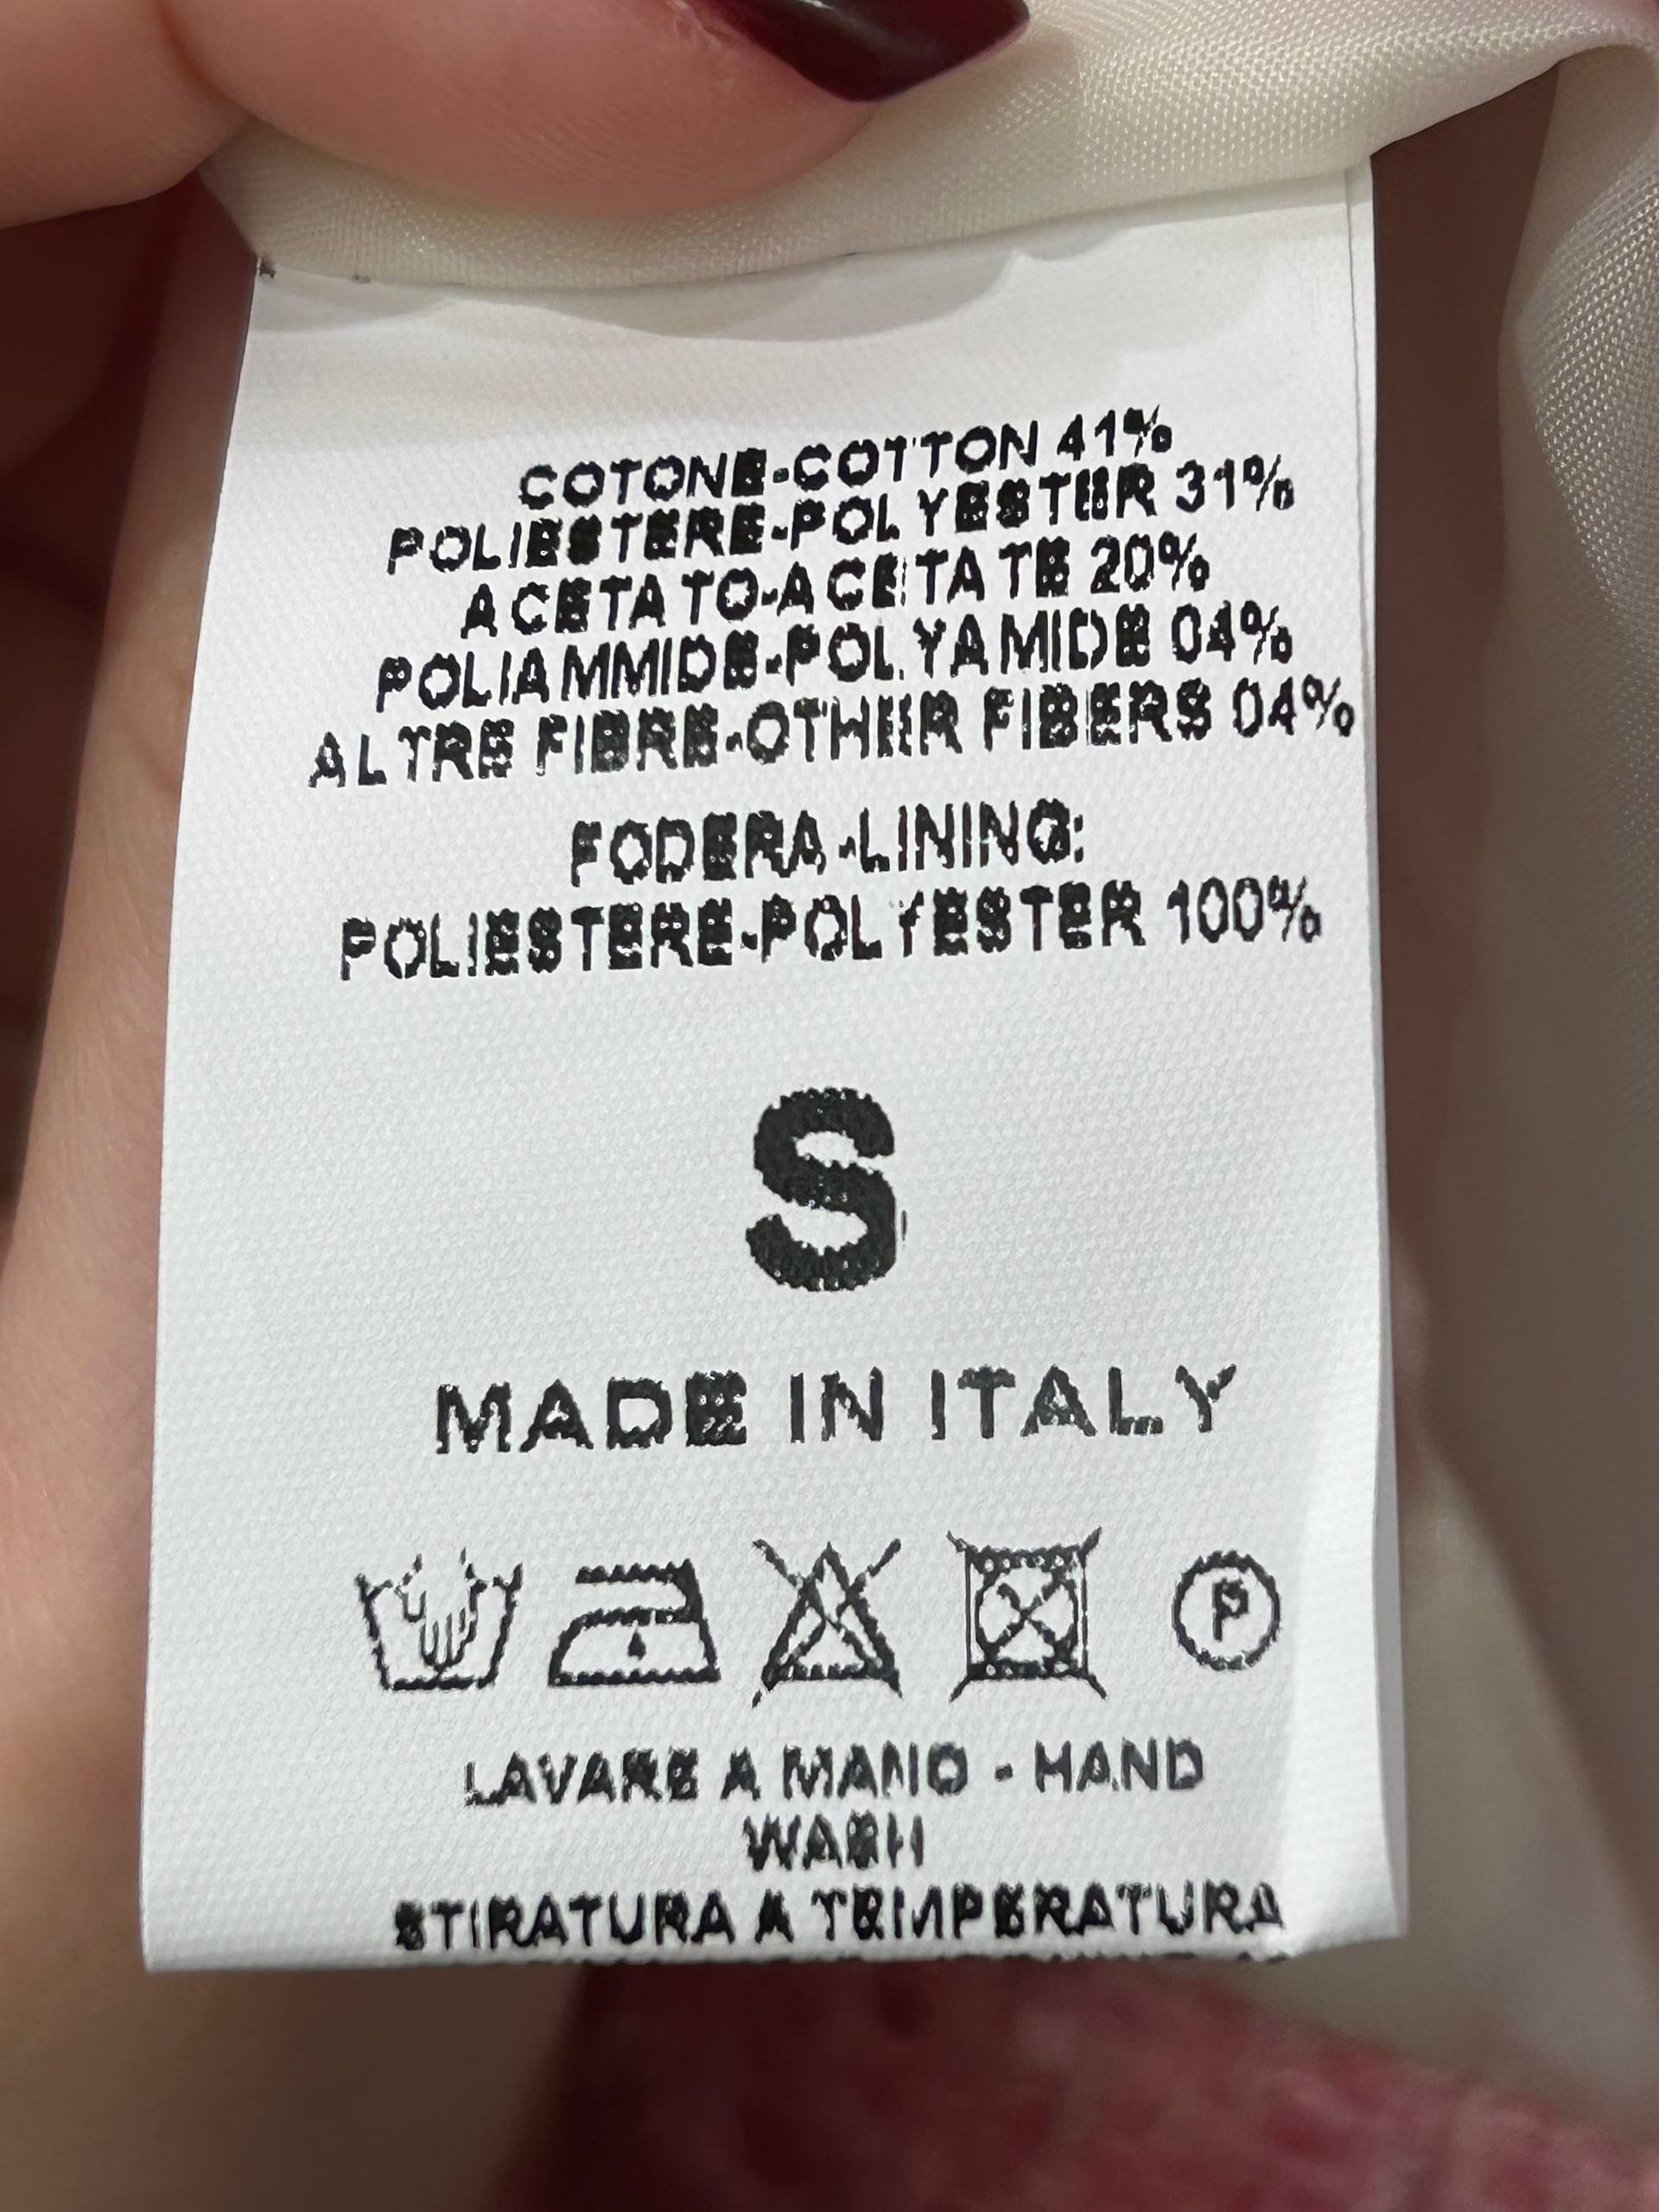 COTONE-COTTON 41%
POLIESTERE-POLYESTER 31%
ACETATO-ACETATE 20%
POLIAMMIDE-POLYAMIDE 04%
ALTRE FIBRE-OTHER FIBERS 04%
FODERA-LINING:
POLIESTERE-POLYESTER 100%
S
MADE IN ITALY
P
LAVARE A MANO - HAND
WASH
STIRATURA A TEMPERATURA